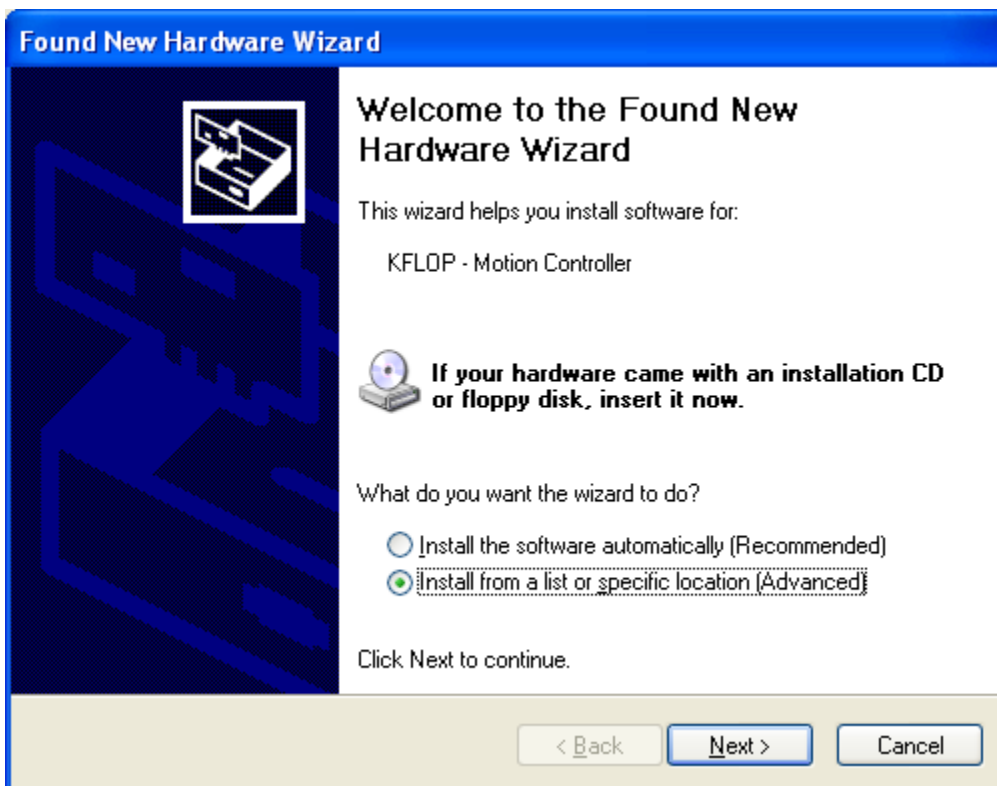 Found New Hardware Wizard
Welcome to the Found New
Hardware Wizard
This wizard helps you install software for:
KFLOP - Motion Controller
If your hardware came with an installation CD
or floppy disk, insert it now.
What do you want the wizard to do?
Install the software automatically (Recommended)
Install from a list or specific location (Advanced)
Click Next to continue.
< Back Next > Cancel